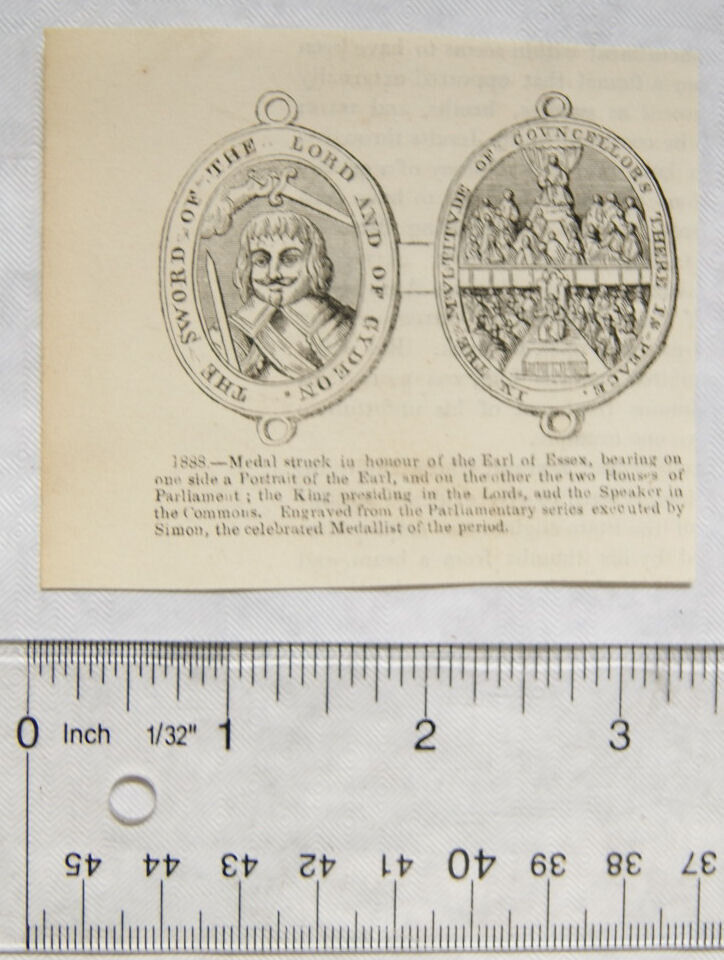 THE SWORD OF THE LORD AND OF GYDEON.
IN THE MVLTITVDE OF COVNCELLORS THERE IS PEACE.
1888.—Medal struck in honour of the Earl of Essex, bearing on
one side a Portrait of the Earl, and on the other the two Houses of
Parliament; the King presiding in the Lords, and the Speaker in
the Commons. Engraved from the Parliamentary series executed by
Simon, the celebrated Medallist of the period.
0 Inch 1/32" 1 2 3
45 44 43 42 41 40 39 38 37